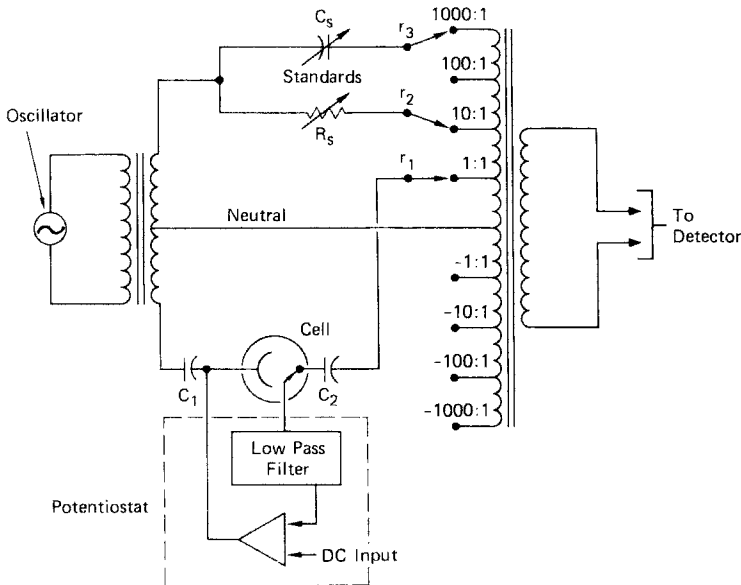 1000:1
Cs
r3
Standards
100:1
r2
10:1
Oscillator
Rs
r1
1:1
Neutral
To
Detector
-1:1
-10:1
Cell
-100:1
C1
C2
-1000:1
Low Pass
Filter
Potentiostat
DC Input